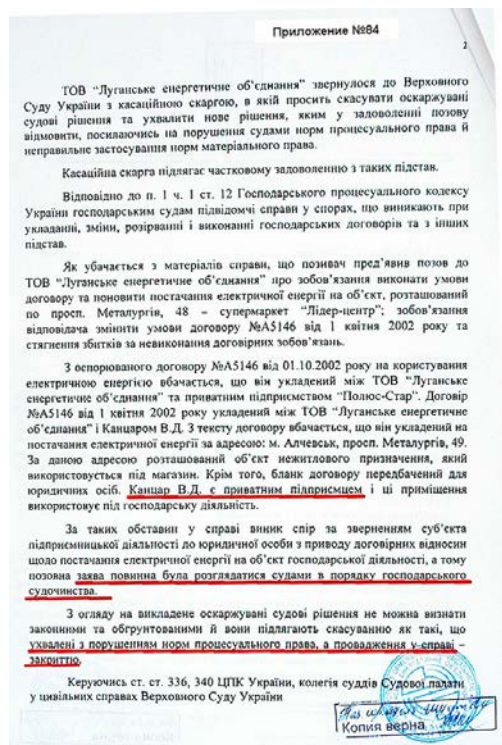 Приложение №84
2
ТОВ “Луганське енергетичне об’єднання” звернулося до Верховного
Суду України з касаційною скаргою, в якій просить скасувати оскаржувані
судові рішення та ухвалити нове рішення, яким у задоволенні позову
відмовити, посилаючись на порушення судами норм процесуального права й
неправильне застосування норм матеріального права.
Касаційна скарга підлягає частковому задоволенню з таких підстав.
Відповідно до п. 1 ч. 1 ст. 12 Господарського процесуального кодексу
України господарським судам підвідомчі справи у спорах, що виникають при
укладанні, зміни, розірванні і виконанні господарських договорів та з інших
підстав.
Як убачається з матеріалів справи, що позивач пред’явив позов до
ТОВ “Луганське енергетичне об’єднання” про зобов’язання виконати умови
договору та поновити постачання електричної енергії на об’єкт, розташований
по просп. Металургів, 48 – супермаркет “Лідер-центр”; зобов’язання
відповідача змінити умови договору №А5146 від 1 квітня 2002 року та
стягнення збитків за невиконання договірних зобов’язань.
З оспорюваного договору №А5146 від 01.10.2002 року на користування
електричною енергією вбачається, що він укладений між ТОВ “Луганське
енергетичне об’єднання” та приватним підприємством “Полюс-Стар”. Договір
№А5146 від 1 квітня 2002 року укладений між ТОВ “Луганське енергетичне
об’єднання” і Канцаром В.Д. З тексту договору вбачається, що він укладений на
постачання електричної енергії за адресою: м. Алчевськ, просп. Металургів, 49.
За даною адресою розташований об’єкт нежитлового призначення, який
використовується під магазин. Крім того, бланк договору передбачений для
юридичних осіб. Канцар В.Д. є приватним підприємцем і ці приміщення
використовує під господарську діяльність.
За таких обставин у справі виник спір за зверненням суб’єкта
підприємницької діяльності до юридичної особи з приводу договірних відносин
щодо постачання електричної енергії на об’єкт господарської діяльності, а тому
позовна заява повинна була розглядатися судами в порядку господарського
судочинства.
З огляду на викладене оскаржувані судові рішення не можна визнати
законними та обґрунтованими й вони підлягають скасуванню як такі, що
ухвалені з порушенням норм процесуального права, а провадження у справі –
закриттю.
Керуючись ст. ст. 336, 340 ЦПК України, колегія суддів Судової палати
у цивільних справах Верховного Суду України
Копия верна